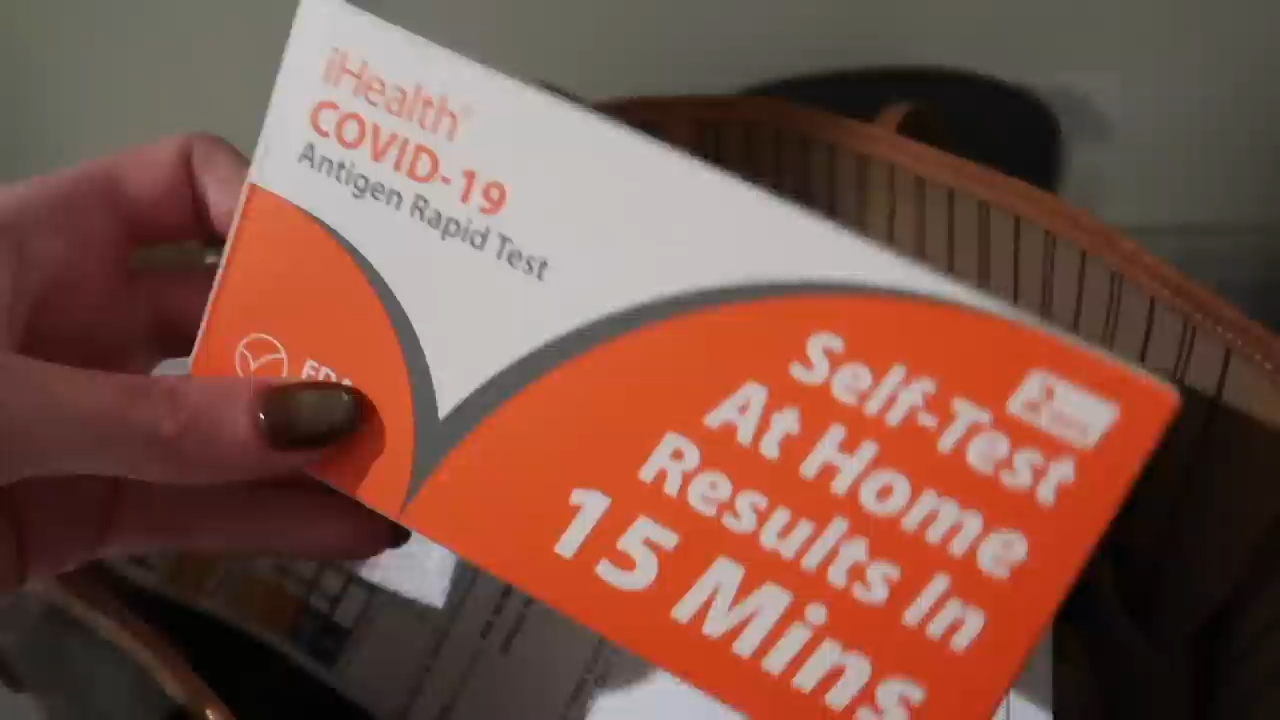 iHealth®
COVID-19
Antigen Rapid Test
Self-Test
At Home
Results In
15 Mins